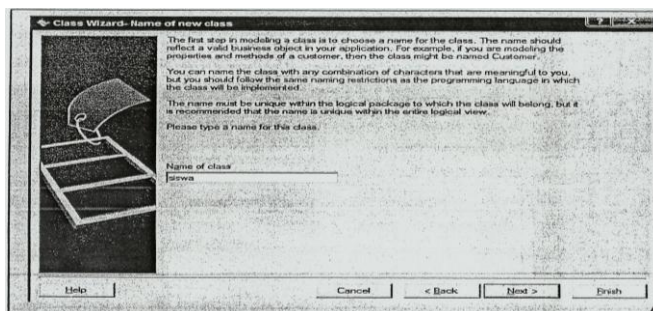 Class Wizard- Name of new class
The first step in modeling a class is to choose a name for the class. The name should
reflect a valid business object in your application. For example, if you are modeling the
properties and methods of a customer, then the class might be named Customer.
You can name the class with any combination of characters that are meaningful to you,
but you should follow the same naming restrictions as the programming language in which
the class will be implemented.
The name must be unique within the logical package to which the class will belong, but it
is recommended that the name is unique within the entire logical view.
Please type a name for this class.
Name of class
siswa
Help
Cancel
< Back
Next >
Finish